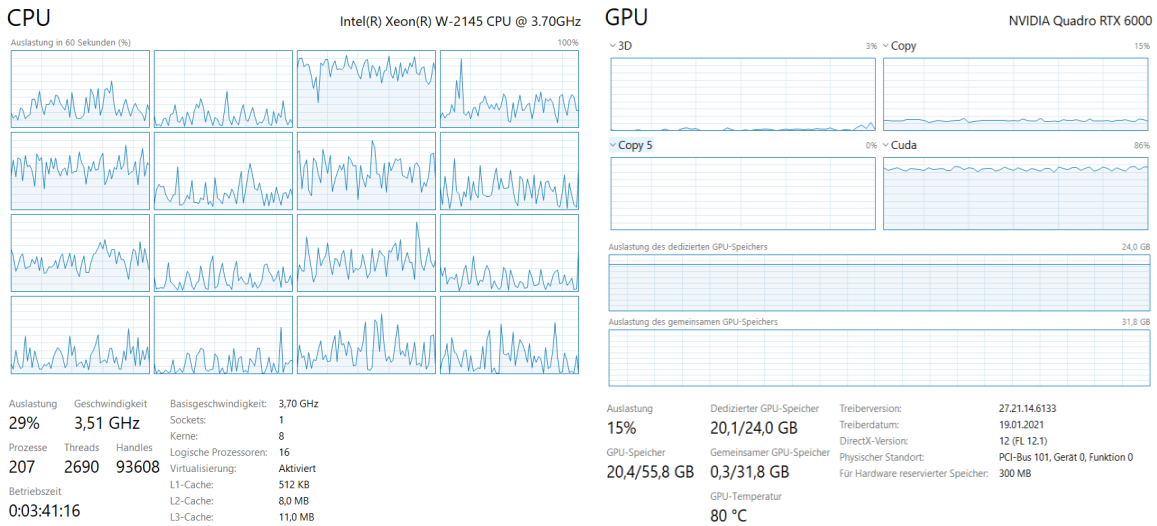 CPU
Intel(R) Xeon(R) W-2145 CPU @ 3.70GHz
Auslastung in 60 Sekunden (%)
100%
Auslastung
Geschwindigkeit
29%
3,51 GHz
Prozesse
Threads
Handles
207
2690
93608
Betriebszeit
0:03:41:16
Basisgeschwindigkeit: 3,70 GHz
Sockets: 1
Kerne: 8
Logische Prozessoren: 16
Virtualisierung: Aktiviert
L1-Cache: 512 KB
L2-Cache: 8,0 MB
L3-Cache: 11,0 MB
GPU
NVIDIA Quadro RTX 6000
3D
3%
Copy
15%
Copy 5
0%
Cuda
86%
Auslastung des dedizierten GPU-Speichers
24,0 GB
Auslastung des gemeinsamen GPU-Speichers
31,8 GB
Auslastung
15%
Dedizierter GPU-Speicher
20,1/24,0 GB
GPU-Speicher
20,4/55,8 GB
Gemeinsamer GPU-Speicher
0,3/31,8 GB
GPU-Temperatur
80 °C
Treiberversion: 27.21.14.6133
Treiberdatum: 19.01.2021
DirectX-Version: 12 (FL 12.1)
Physischer Standort: PCI-Bus 101, Gerät 0, Funktion 0
Für Hardware reservierter Speicher: 300 MB